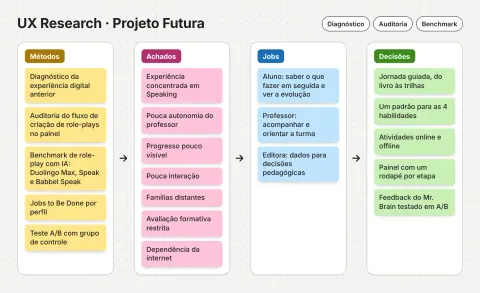 UX Research · Projeto Futura
Diagnóstico
Auditoria
Benchmark
Métodos
Diagnóstico da
experiência digital
anterior
Auditoria do fluxo de
criação de role-plays
no painel
Benchmark de role-
play com IA:
Duolingo Max, Speak
e Babbel Speak
Jobs to Be Done por
perfil
Teste A/B com grupo
de controle
Achados
Experiência
concentrada em
Speaking
Pouca autonomia do
professor
Progresso pouco
visível
Pouca interação
Famílias distantes
Avaliação formativa
restrita
Dependência da
internet
Jobs
Aluno: saber o que
fazer em seguida e
ver a evolução
Professor:
acompanhar e
orientar a turma
Editora: dados para
decisões
pedagógicas
Decisões
Jornada guiada, do
livro às trilhas
Um padrão para as 4
habilidades
Atividades online e
offline
Painel com um
rodapé por etapa
Feedback do Mr.
Brain testado em A/B